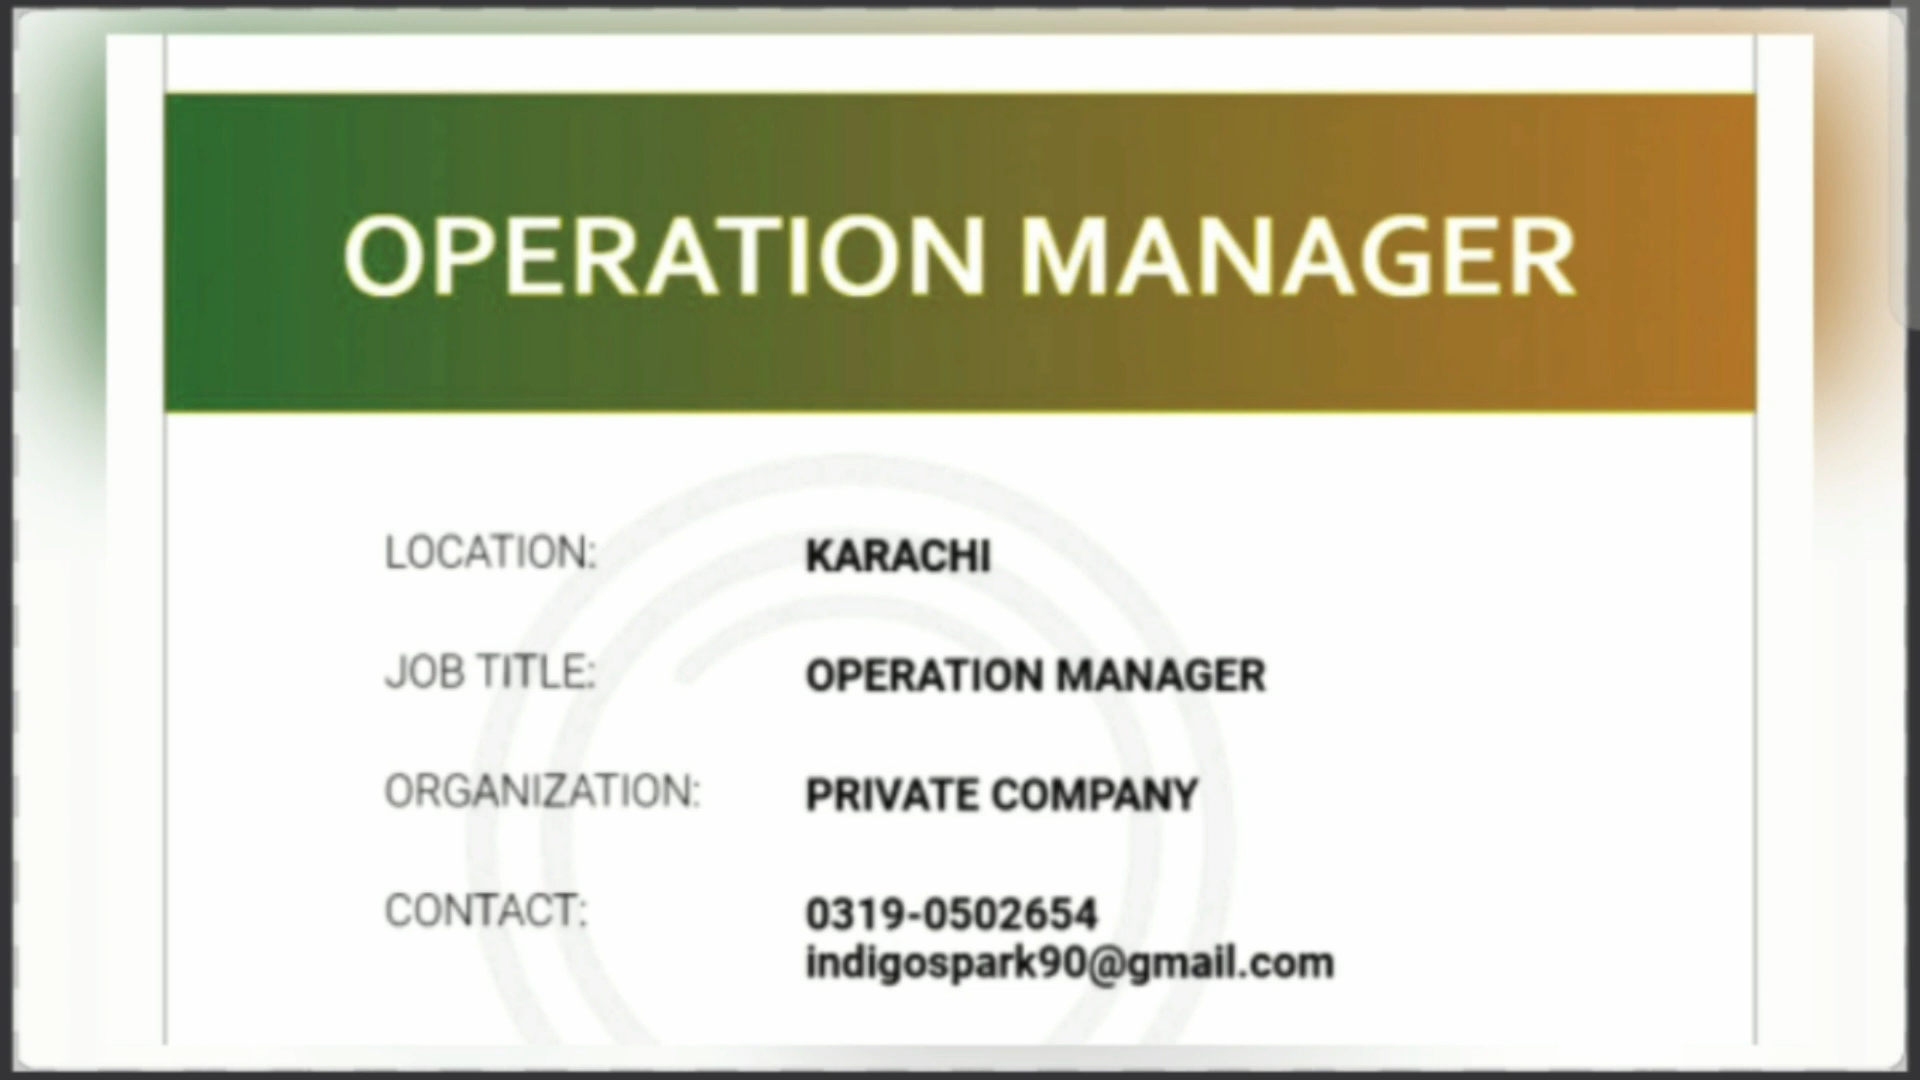 OPERATION MANAGER
LOCATION: KARACHI
JOB TITLE: OPERATION MANAGER
ORGANIZATION: PRIVATE COMPANY
CONTACT: 0319-0502654
indigospark90@gmail.com